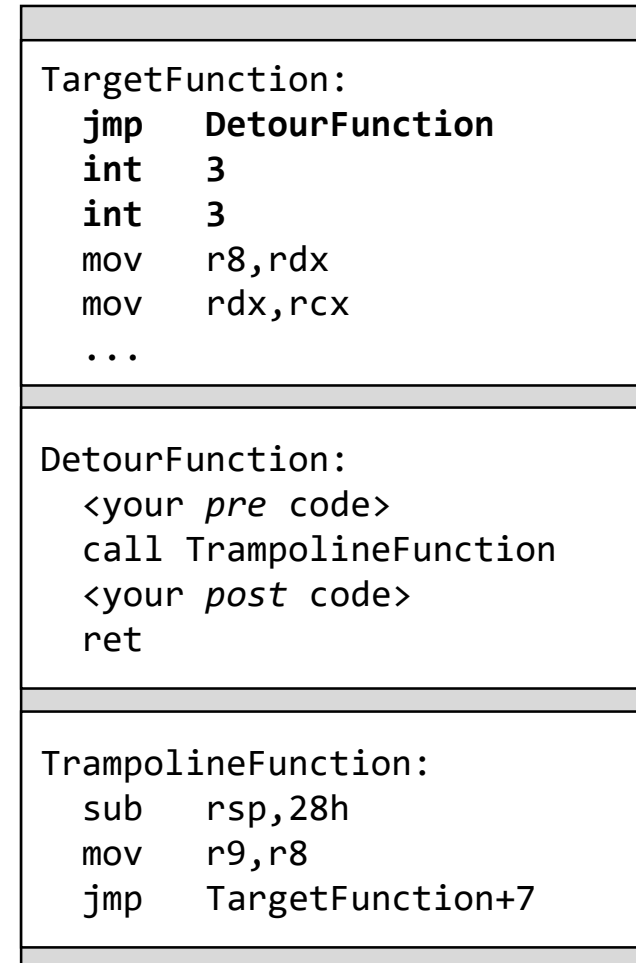 TargetFunction:
jmp DetourFunction
int 3
int 3
mov r8,rdx
mov rdx,rcx
...
DetourFunction:
<your pre code>
call TrampolineFunction
<your post code>
ret
TrampolineFunction:
sub rsp,28h
mov r9,r8
jmp TargetFunction+7